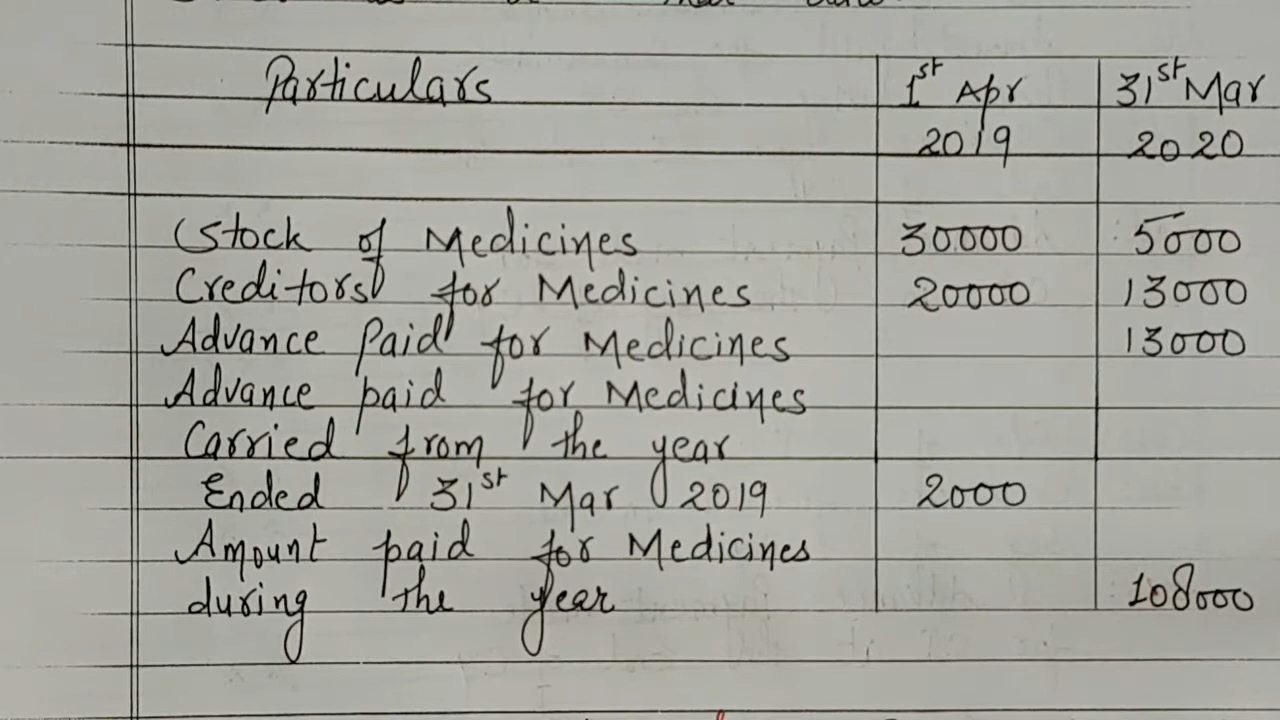 Particulars 1st Apr 31st Mar
2019 2020
Stock of Medicines 30000 5000
Creditors for Medicines 20000 13000
Advance Paid for Medicines 13000
Advance paid for Medicines
Carried from the year
Ended 31st Mar 2019 2000
Amount paid for Medicines
during the year 108000